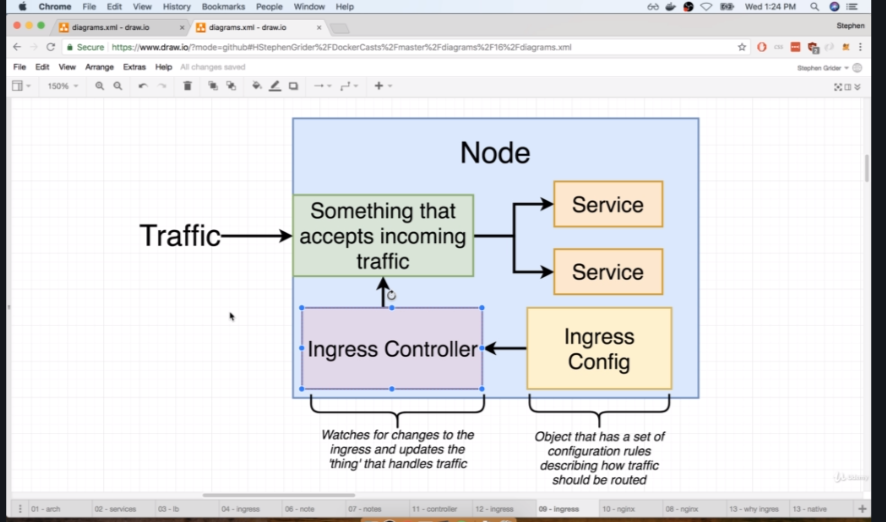 Chrome File Edit View History Bookmarks People Window Help Wed 1:24 PM
diagrams.xml - draw.io
diagrams.xml - draw.io
Stephen
Secure https://www.draw.io/?mode=github#HStephenGrider%2FDockerCasts%2Fmaster%2Fdiagrams%2F16%2Fdiagrams.xml
File Edit View Arrange Extras Help All changes saved
Stephen Grider
150%
Node
Traffic
Something that
accepts incoming
traffic
Service
Service
Ingress Controller
Ingress
Config
Watches for changes to the
ingress and updates the
'thing' that handles traffic
Object that has a set of
configuration rules
describing how traffic
should be routed
Udemy
01 - arch 02 - services 03 - lb 04 - ingress 06 - note 07 - notes 11 - controller 12 - ingress 09 - ingress 10 - nginx 08 - nginx 13 - why ingres 13 - native